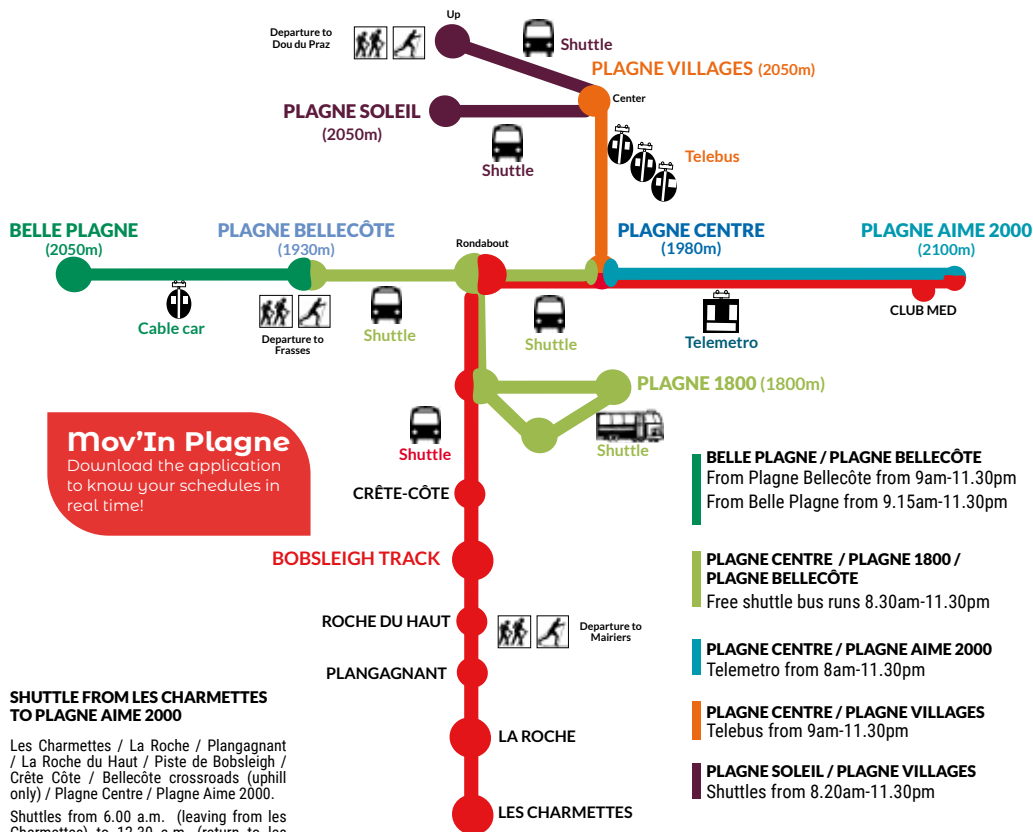 Up
Departure to
Dou du Praz
Shuttle
PLAGNE VILLAGES (2050m)
Center
PLAGNE SOLEIL
(2050m)
Shuttle
Telebus
BELLE PLAGNE
(2050m)
PLAGNE BELLECÔTE
(1930m)
Rondabout
PLAGNE CENTRE
(1980m)
PLAGNE AIME 2000
(2100m)
CLUB MED
Cable car
Departure to
Frasses
Shuttle
Shuttle
Telemetro
PLAGNE 1800 (1800m)
Shuttle
Shuttle
Mov'In Plagne
Download the application
to know your schedules in
real time!
CRÊTE-CÔTE
BOBSLEIGH TRACK
ROCHE DU HAUT
Departure to
Mairiers
PLANGAGNANT
LA ROCHE
LES CHARMETTES
BELLE PLAGNE / PLAGNE BELLECÔTE
From Plagne Bellecôte from 9am-11.30pm
From Belle Plagne from 9.15am-11.30pm
PLAGNE CENTRE / PLAGNE 1800 /
PLAGNE BELLECÔTE
Free shuttle bus runs 8.30am-11.30pm
PLAGNE CENTRE / PLAGNE AIME 2000
Telemetro from 8am-11.30pm
PLAGNE CENTRE / PLAGNE VILLAGES
Telebus from 9am-11.30pm
PLAGNE SOLEIL / PLAGNE VILLAGES
Shuttles from 8.20am-11.30pm
SHUTTLE FROM LES CHARMETTES
TO PLAGNE AIME 2000
Les Charmettes / La Roche / Plangagnant
/ La Roche du Haut / Piste de Bobsleigh /
Crête Côte / Bellecôte crossroads (uphill
only) / Plagne Centre / Plagne Aime 2000.
Shuttles from 6.00 a.m. (leaving from les
Charmettes) to 12.30 a.m. (return to les